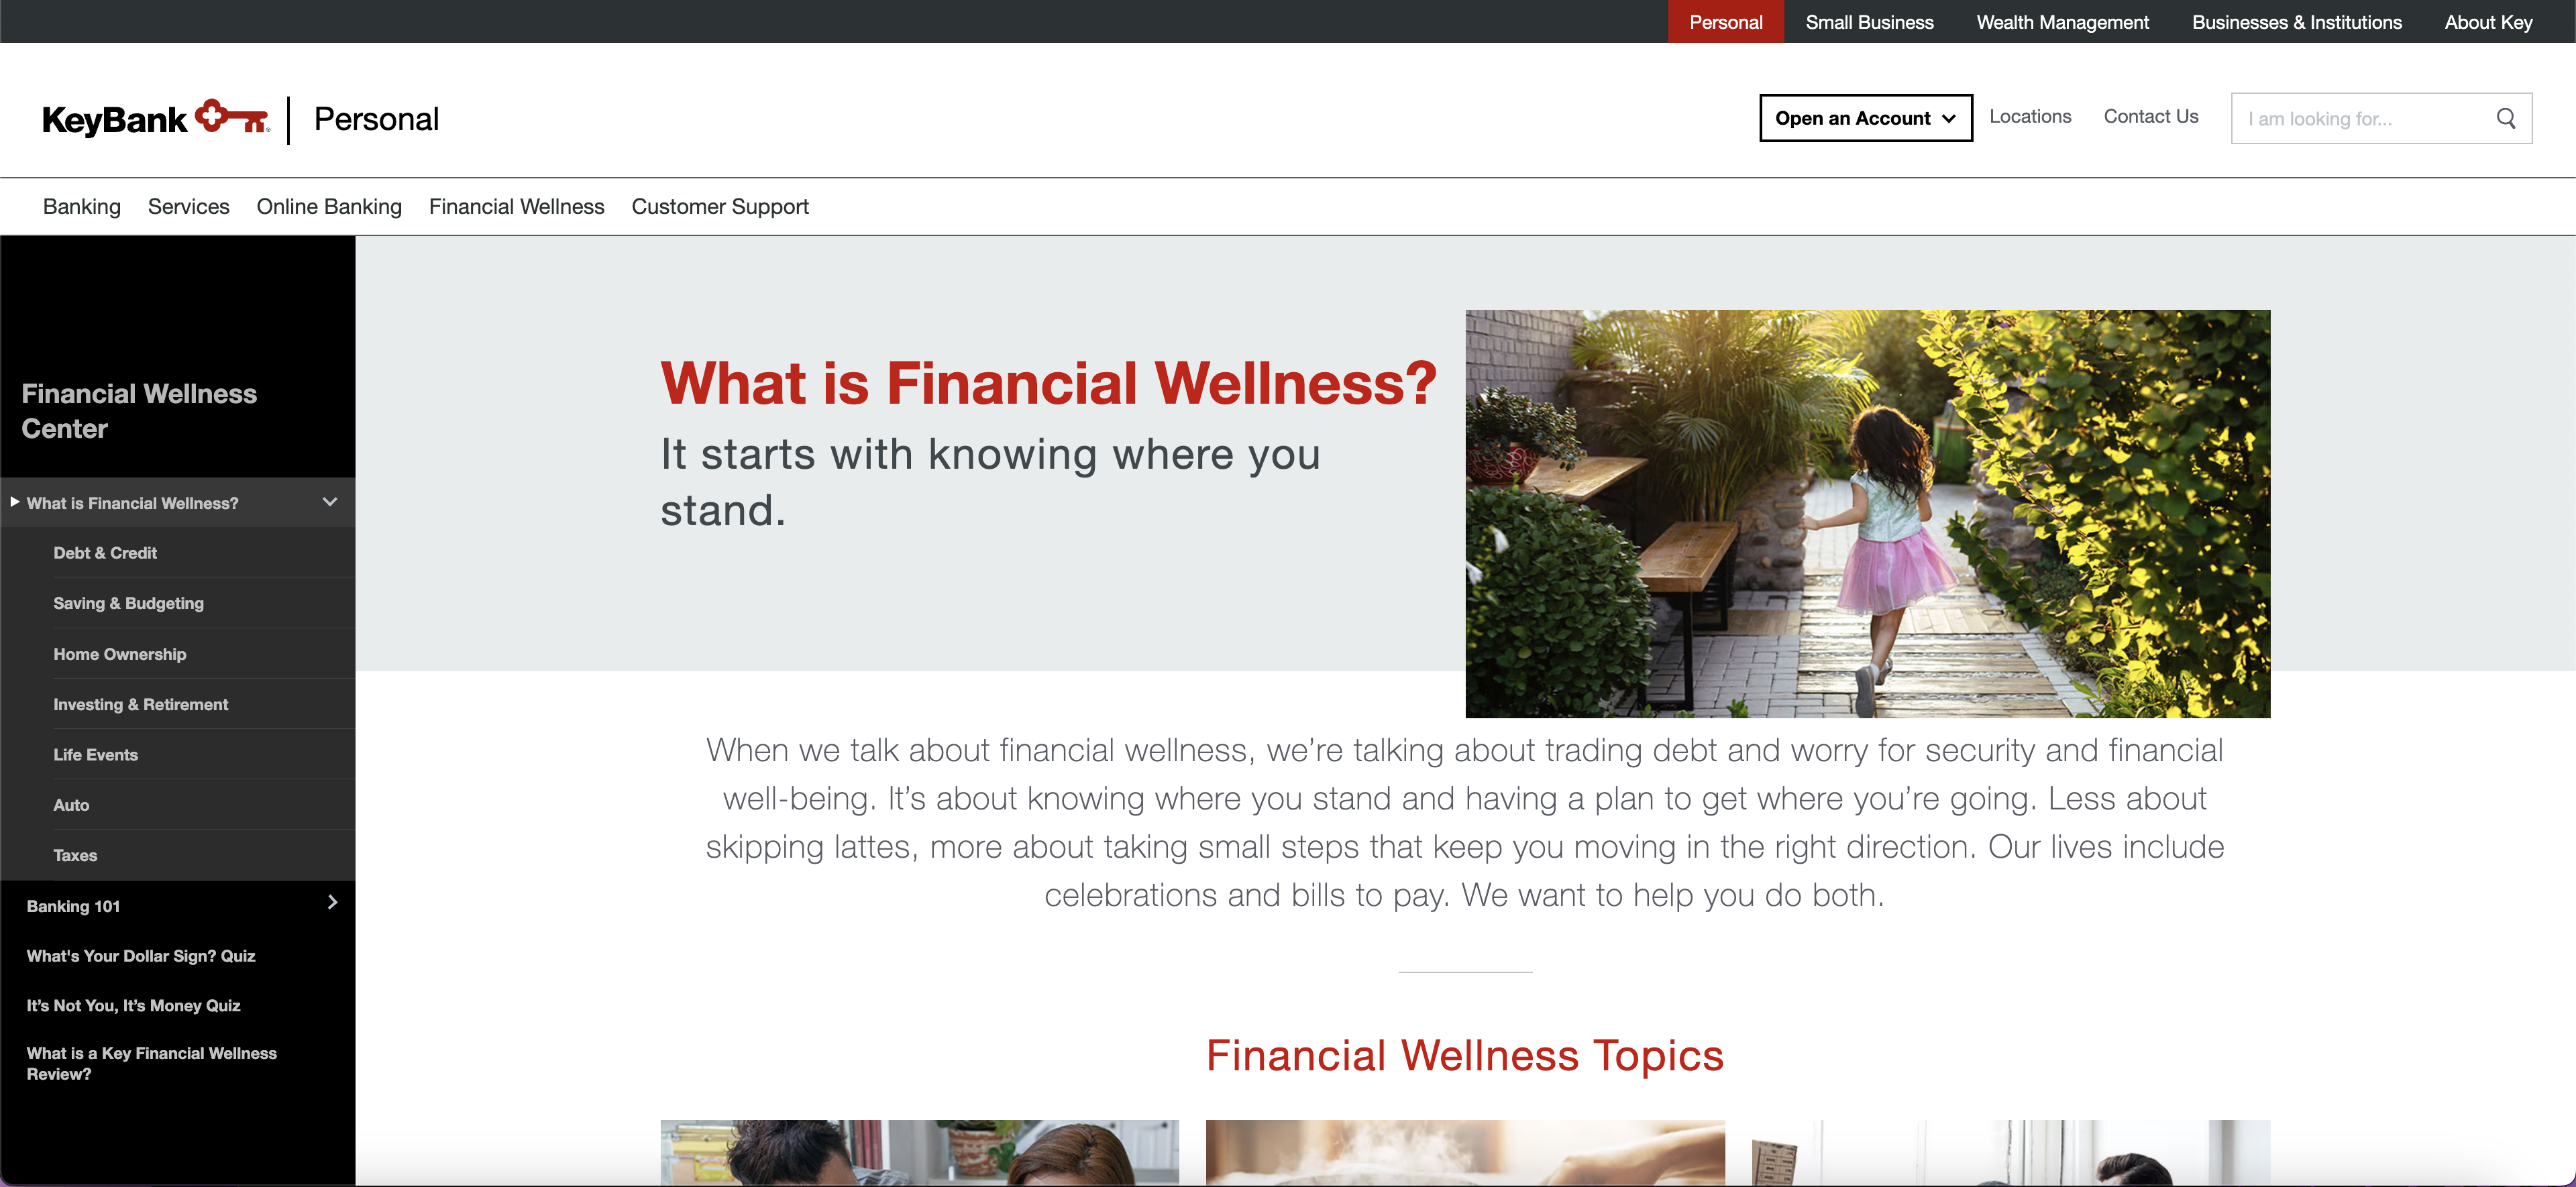 Personal
Small Business
Wealth Management
Businesses & Institutions
About Key
KeyBank
Personal
Open an Account
Locations
Contact Us
I am looking for...
Banking
Services
Online Banking
Financial Wellness
Customer Support
Financial Wellness
Center
What is Financial Wellness?
Debt & Credit
Saving & Budgeting
Home Ownership
Investing & Retirement
Life Events
Auto
Taxes
Banking 101
What's Your Dollar Sign? Quiz
It’s Not You, It’s Money Quiz
What is a Key Financial Wellness
Review?
What is Financial Wellness?
It starts with knowing where you
stand.
When we talk about financial wellness, we’re talking about trading debt and worry for security and financial
well-being. It’s about knowing where you stand and having a plan to get where you’re going. Less about
skipping lattes, more about taking small steps that keep you moving in the right direction. Our lives include
celebrations and bills to pay. We want to help you do both.
Financial Wellness Topics